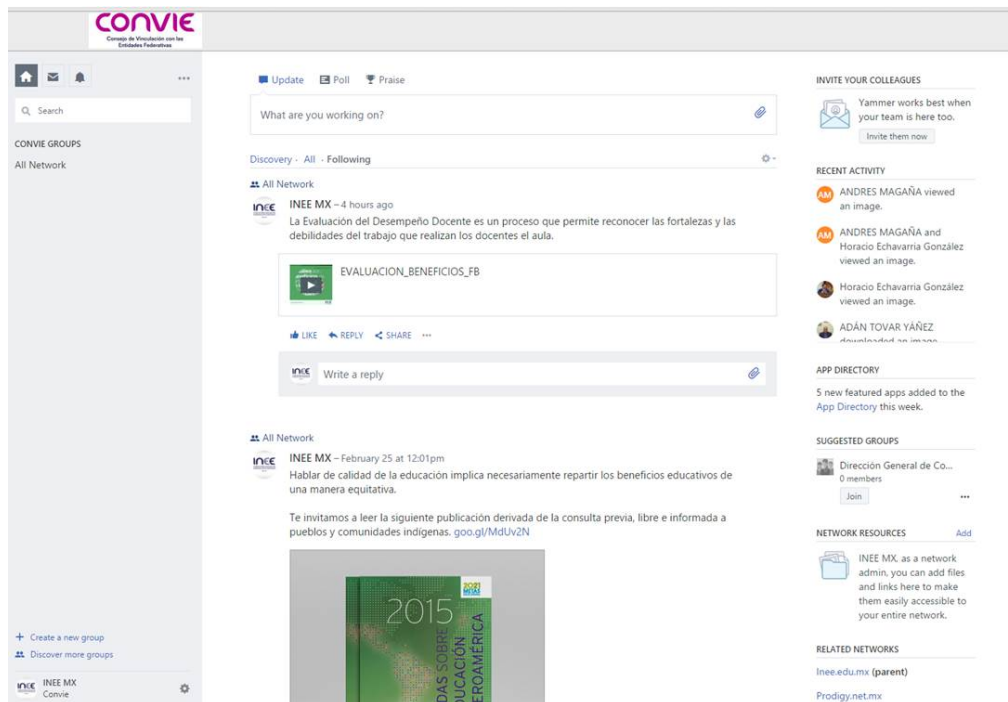 CONVIE
Consejo de Vinculación con las
Entidades Federativas
Search
CONVIE GROUPS
All Network
+ Create a new group
Discover more groups
INEE MX
Convie
Update Poll Praise
What are you working on?
Discovery · All · Following
All Network
INEE MX – 4 hours ago
La Evaluación del Desempeño Docente es un proceso que permite reconocer las fortalezas y las
debilidades del trabajo que realizan los docentes el aula.
EVALUACION_BENEFICIOS_FB
LIKE REPLY SHARE ...
INEE
Write a reply
All Network
INEE MX – February 25 at 12:01pm
Hablar de calidad de la educación implica necesariamente repartir los beneficios educativos de
una manera equitativa.
Te invitamos a leer la siguiente publicación derivada de la consulta previa, libre e informada a
pueblos y comunidades indígenas. goo.gl/MdUv2N
2021
METAS
2015
DAS SOBRE
UCACIÓN
EROAMÉRICA
INVITE YOUR COLLEAGUES
Yammer works best when
your team is here too.
Invite them now
RECENT ACTIVITY
AM
ANDRES MAGAÑA viewed
an image.
AM
ANDRES MAGAÑA and
Horacio Echavarria González
viewed an image.
Horacio Echavarria González
viewed an image.
ADÁN TOVAR YÁÑEZ
downloaded an image
APP DIRECTORY
5 new featured apps added to the
App Directory this week.
SUGGESTED GROUPS
Dirección General de Co...
0 members
Join
NETWORK RESOURCES Add
INEE MX, as a network
admin, you can add files
and links here to make
them easily accessible to
your entire network.
RELATED NETWORKS
Inee.edu.mx (parent)
Prodigy.net.mx